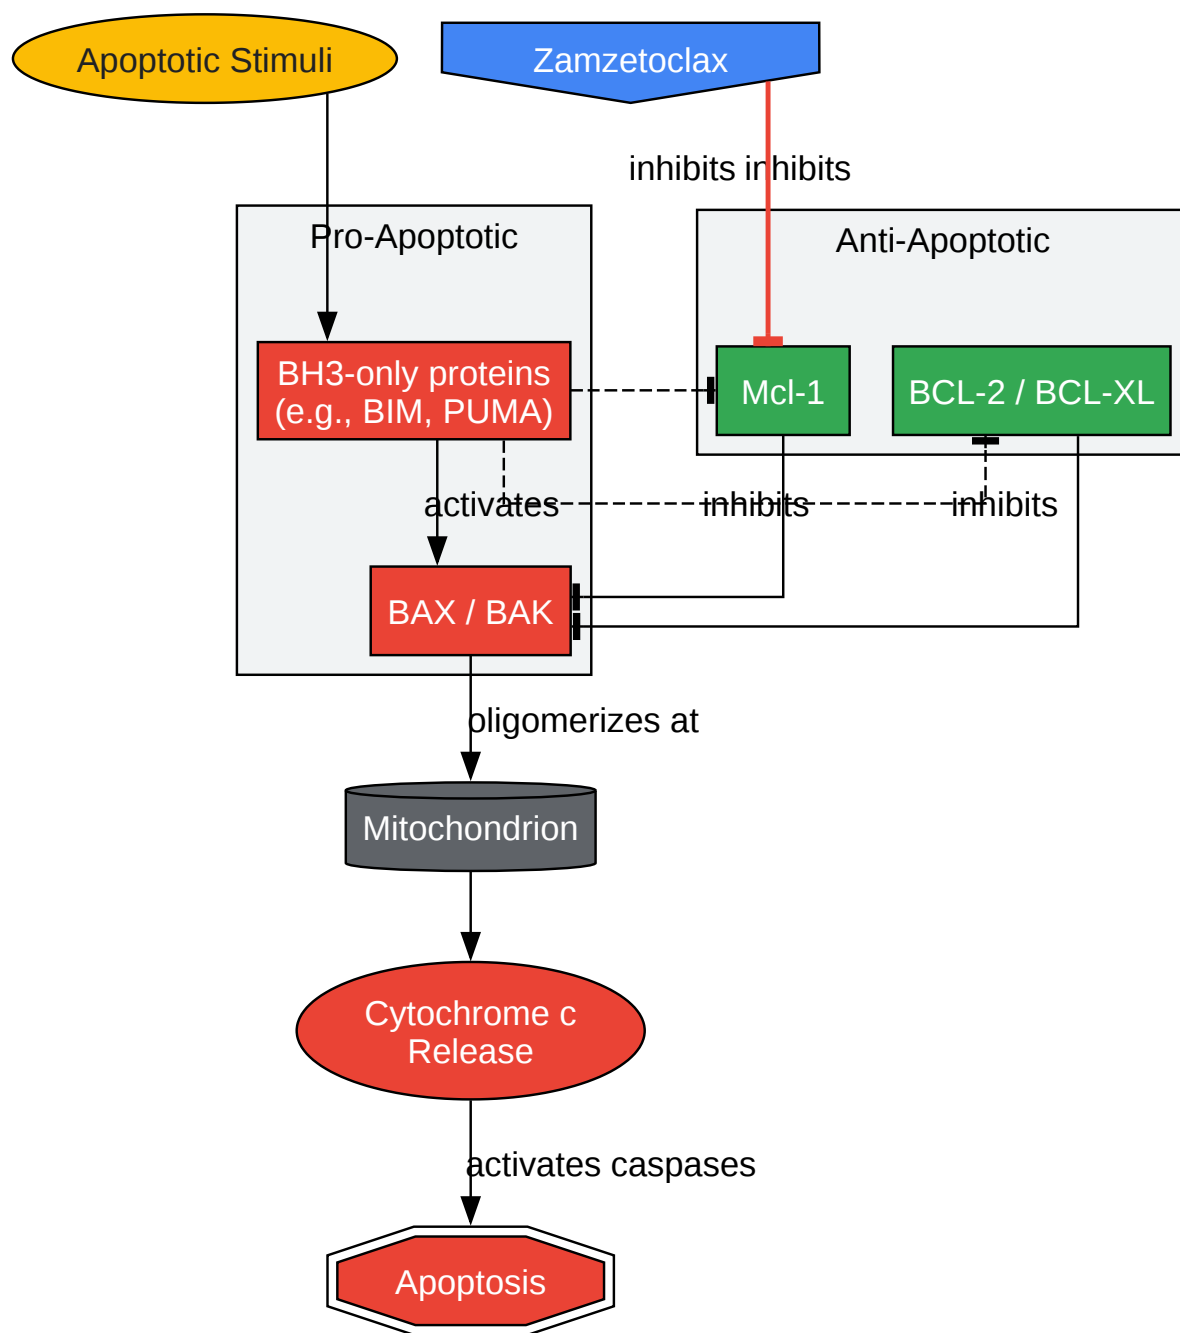 Apoptotic Stimuli
Zamzetoclax
inhibits inhibits
Pro-Apoptotic
Anti-Apoptotic
BH3-only proteins
(e.g., BIM, PUMA)
Mcl-1
BCL-2 / BCL-XL
activates
inhibits
inhibits
BAX / BAK
oligomerizes at
Mitochondrion
Cytochrome c
Release
activates caspases
Apoptosis